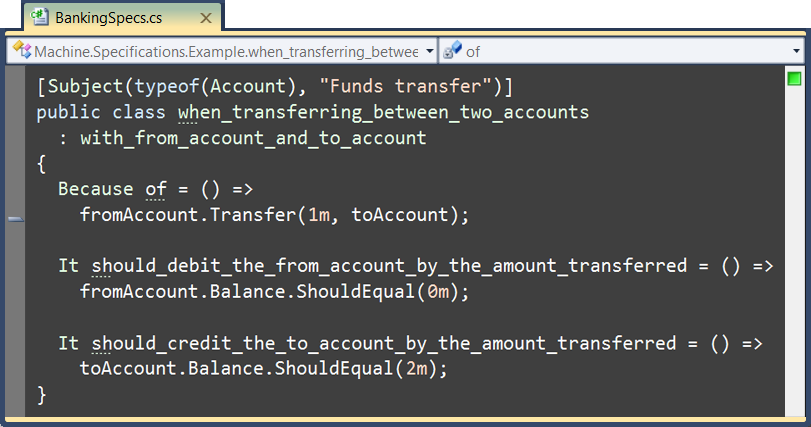 BankingSpecs.cs
Machine.Specifications.Example.when_transferring_betwee
of
[Subject(typeof(Account), "Funds transfer")]
public class when_transferring_between_two_accounts
: with_from_account_and_to_account
{
Because of = () =>
fromAccount.Transfer(1m, toAccount);
It should_debit_the_from_account_by_the_amount_transferred = () =>
fromAccount.Balance.ShouldEqual(0m);
It should_credit_the_to_account_by_the_amount_transferred = () =>
toAccount.Balance.ShouldEqual(2m);
}